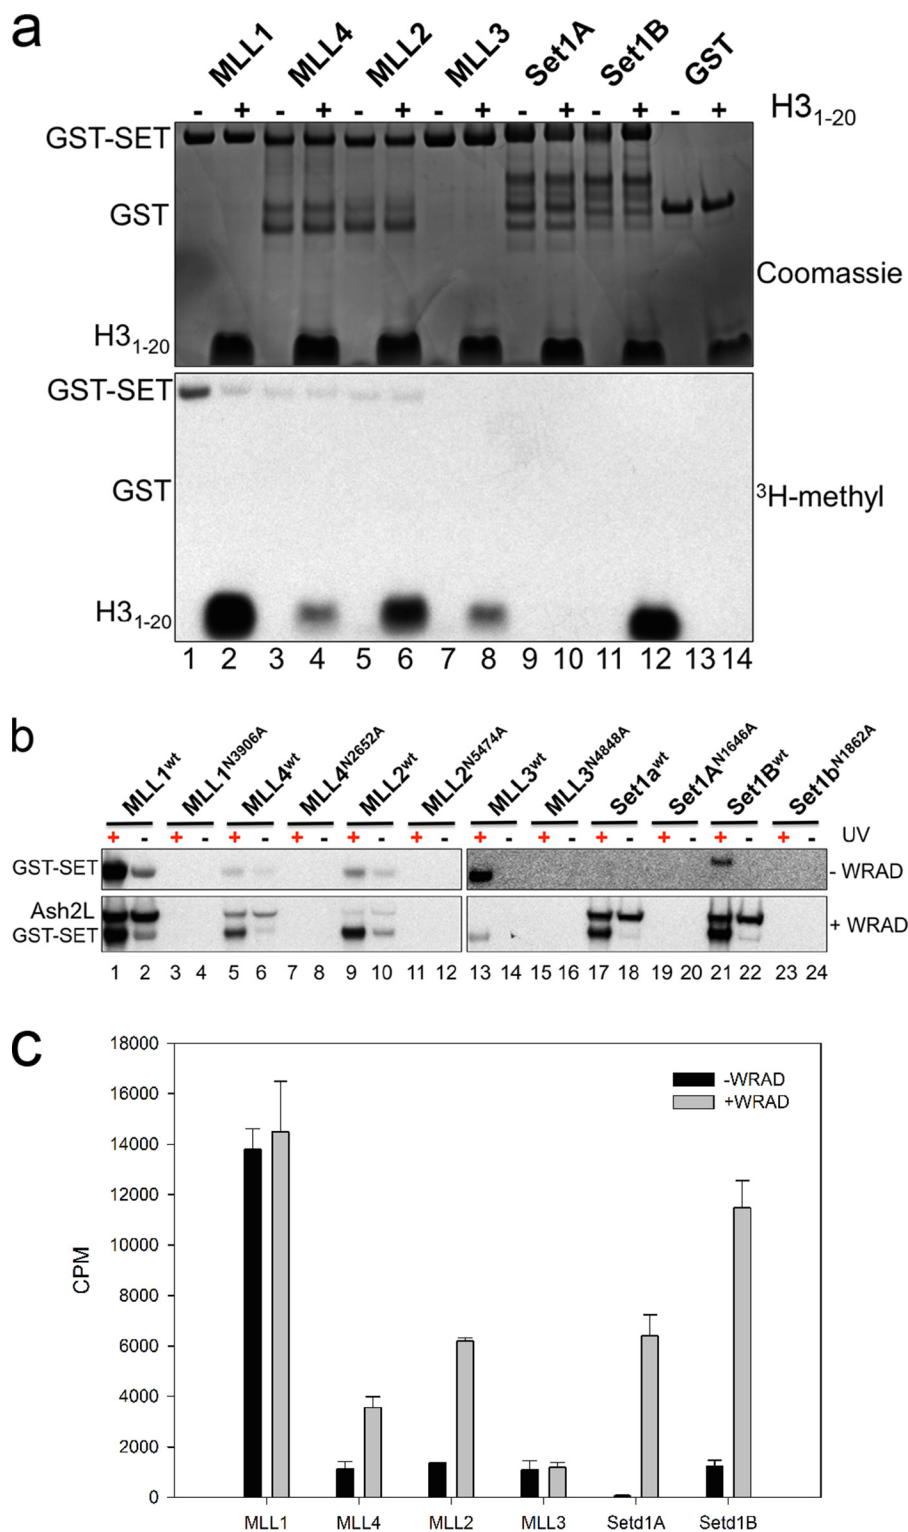 a
MLL1 MLL4 MLL2 MLL3 Set1A Set1B GST
- + - + - + - + - + - + - + H3 1-20
GST-SET
GST
Coomassie
H3 1-20
GST-SET
GST
3H-methyl
H3 1-20
1 2 3 4 5 6 7 8 9 10 11 12 13 14
b
MLL1wt MLL1N3906A MLL4wt MLL4N2652A MLL2wt MLL2N5474A MLL3wt MLL3N4848A Set1awt Set1AN1646A Set1Bwt Set1bN1862A
+ - + - + - + - + - + - + - + - + - + - + - + - UV
GST-SET - WRAD
Ash2L
GST-SET + WRAD
1 2 3 4 5 6 7 8 9 10 11 12 13 14 15 16 17 18 19 20 21 22 23 24
c
18000
-WRAD
+WRAD
16000
14000
12000
10000
CPM
8000
6000
4000
2000
0
MLL1 MLL4 MLL2 MLL3 Setd1A Setd1B